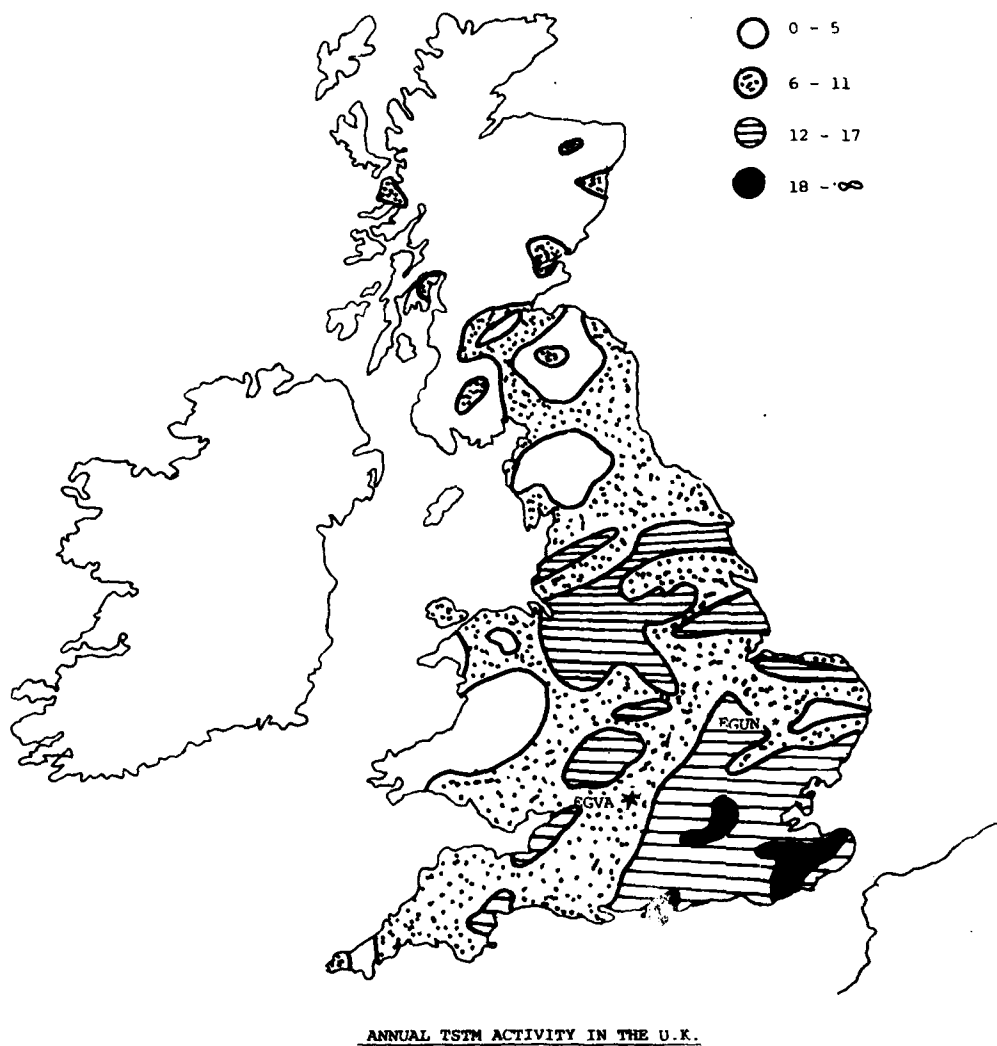 0 - 5
6 - 11
12 - 17
18 - ∞
EGUN
EGVA
ANNUAL TSTM ACTIVITY IN THE U.K.